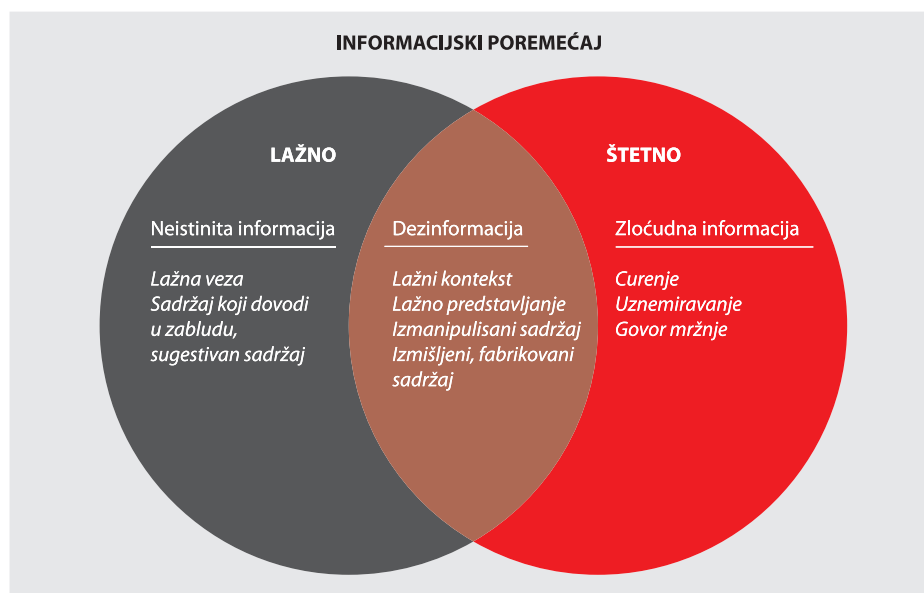 INFORMACIJSKI POREMEĆAJ
LAŽNO
ŠTETNO
Neistinita informacija
Lažna veza
Sadržaj koji dovodi
u zabludu,
sugestivan sadržaj
Dezinformacija
Lažni kontekst
Lažno predstavljanje
Izmanipulisani sadržaj
Izmišljeni, fabrikovani
sadržaj
Zloćudna informacija
Curenje
Uznemiravanje
Govor mržnje